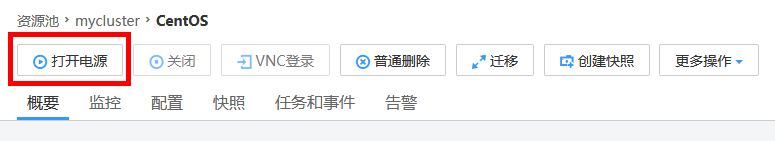 资源池 › mycluster › CentOS
打开电源 关闭 VNC登录 普通删除 迁移 创建快照 更多操作
概要 监控 配置 快照 任务和事件 告警